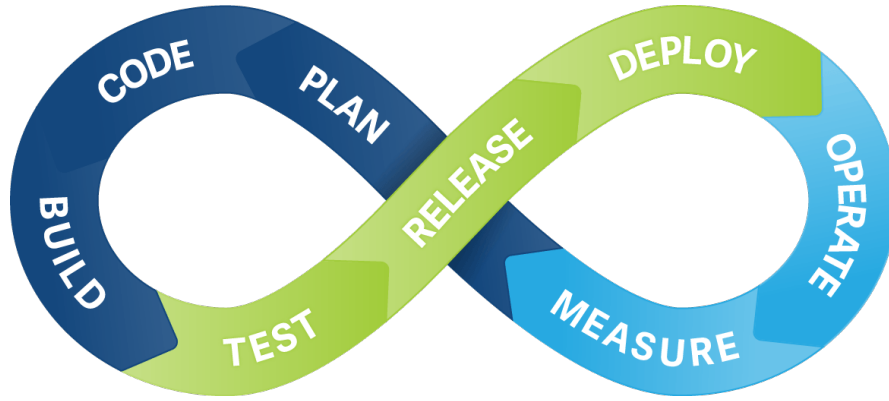 PLAN
CODE
BUILD
TEST
RELEASE
DEPLOY
OPERATE
MEASURE